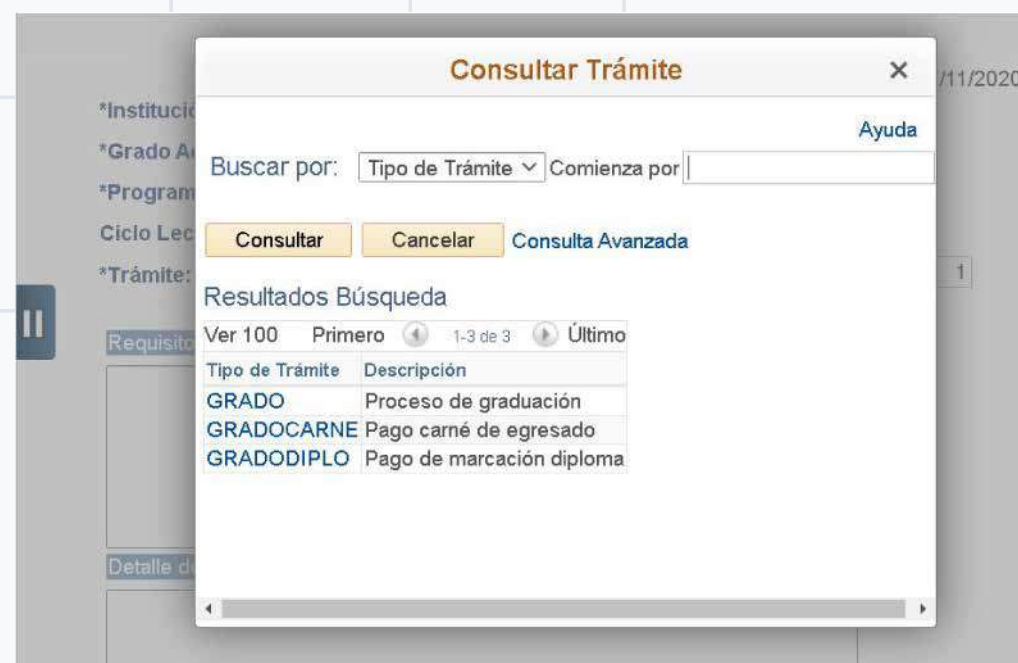 Consultar Trámite ×
/11/2020
*Institució
Ayuda
*Grado A
Buscar por: Tipo de Trámite Comienza por
*Program
Ciclo Lec
Consultar Cancelar Consulta Avanzada
*Trámite: 1
Resultados Búsqueda
Requisito
Ver 100 Primero 1-3 de 3 Último
Tipo de Trámite Descripción
GRADO Proceso de graduación
GRADOCARNE Pago carné de egresado
GRADODIPLO Pago de marcación diploma
Detalle d